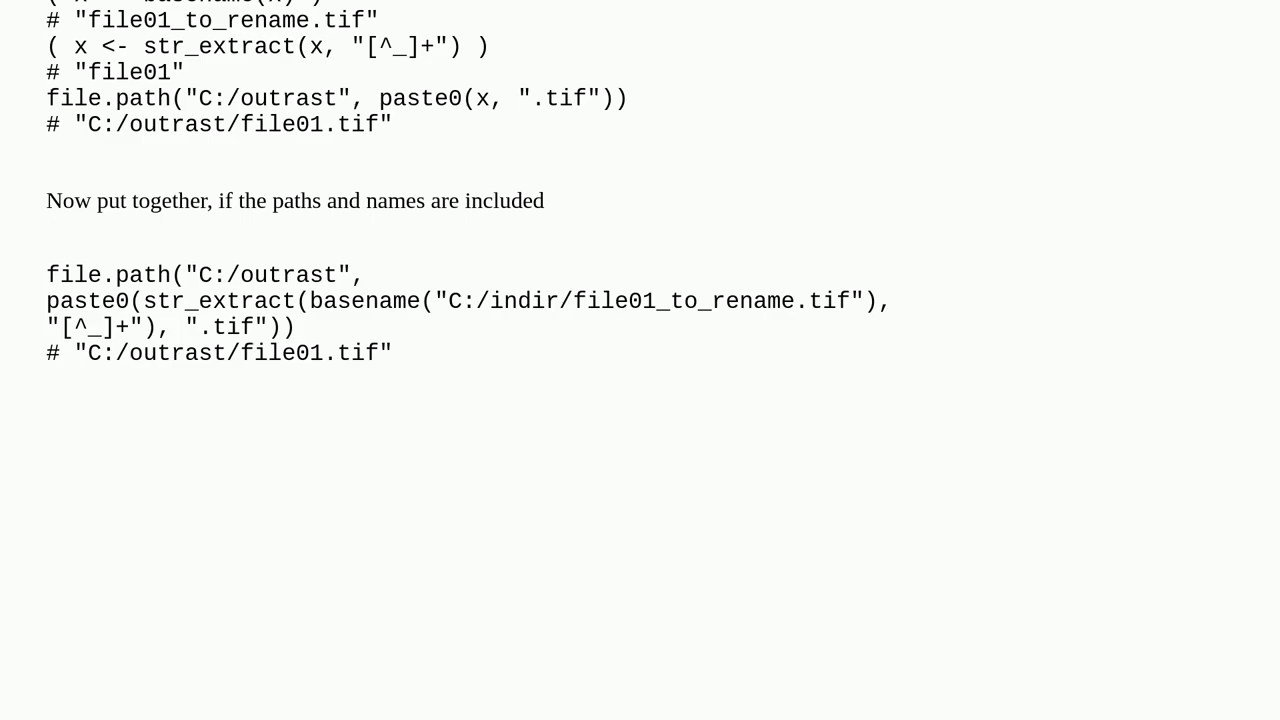 # "file01_to_rename.tif"
( x <- str_extract(x, "[^_]+") )
# "file01"
file.path("C:/outrast", paste0(x, ".tif"))
# "C:/outrast/file01.tif"
Now put together, if the paths and names are included
file.path("C:/outrast",
paste0(str_extract(basename("C:/indir/file01_to_rename.tif"),
"[^_]+"), ".tif"))
# "C:/outrast/file01.tif"